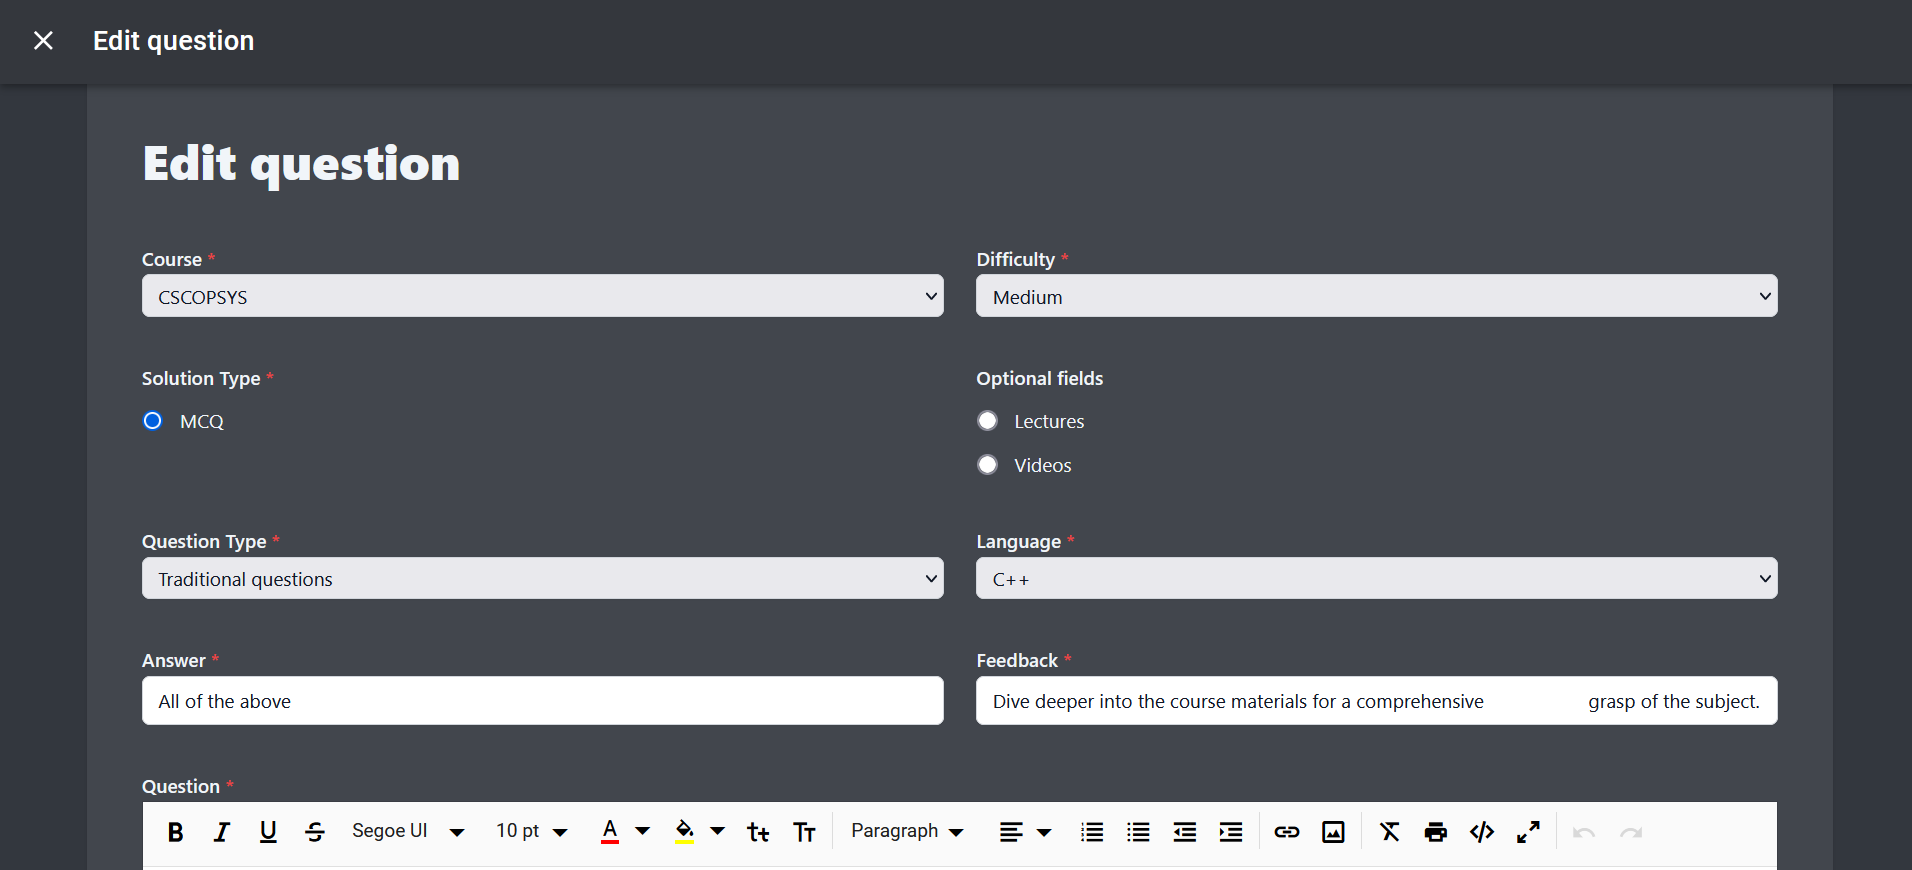 Edit question
Edit question
Course *
Difficulty *
CSCOPSYS
Medium
Solution Type *
Optional fields
MCQ
Lectures
Videos
Question Type *
Language *
Traditional questions
C++
Answer *
Feedback *
All of the above
Dive deeper into the course materials for a comprehensive grasp of the subject.
Question *
B I U S Segoe UI 10 pt A Paragraph